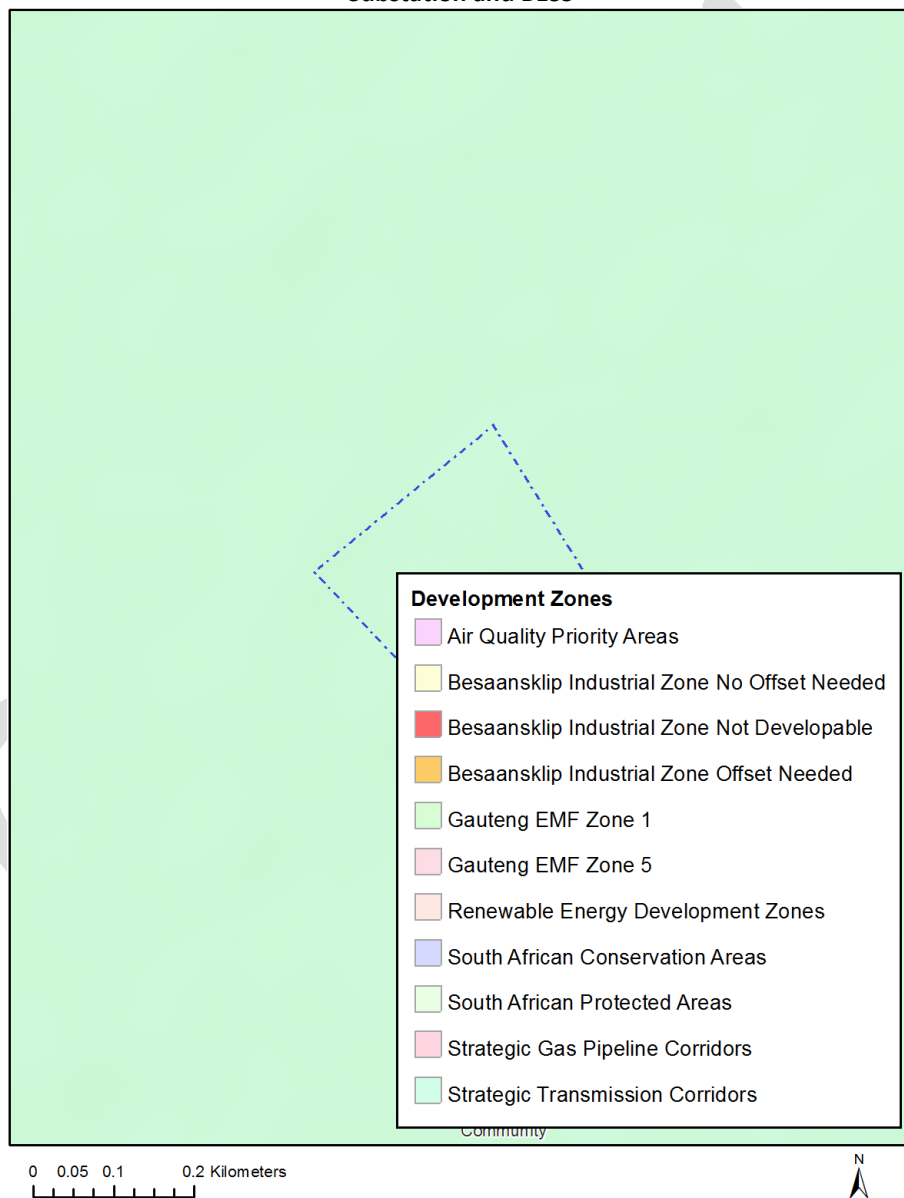 Development Zones
Air Quality Priority Areas
Besaansklip Industrial Zone No Offset Needed
Besaansklip Industrial Zone Not Developable
Besaansklip Industrial Zone Offset Needed
Gauteng EMF Zone 1
Gauteng EMF Zone 5
Renewable Energy Development Zones
South African Conservation Areas
South African Protected Areas
Strategic Gas Pipeline Corridors
Strategic Transmission Corridors
Community
0 0.05 0.1 0.2 Kilometers
N